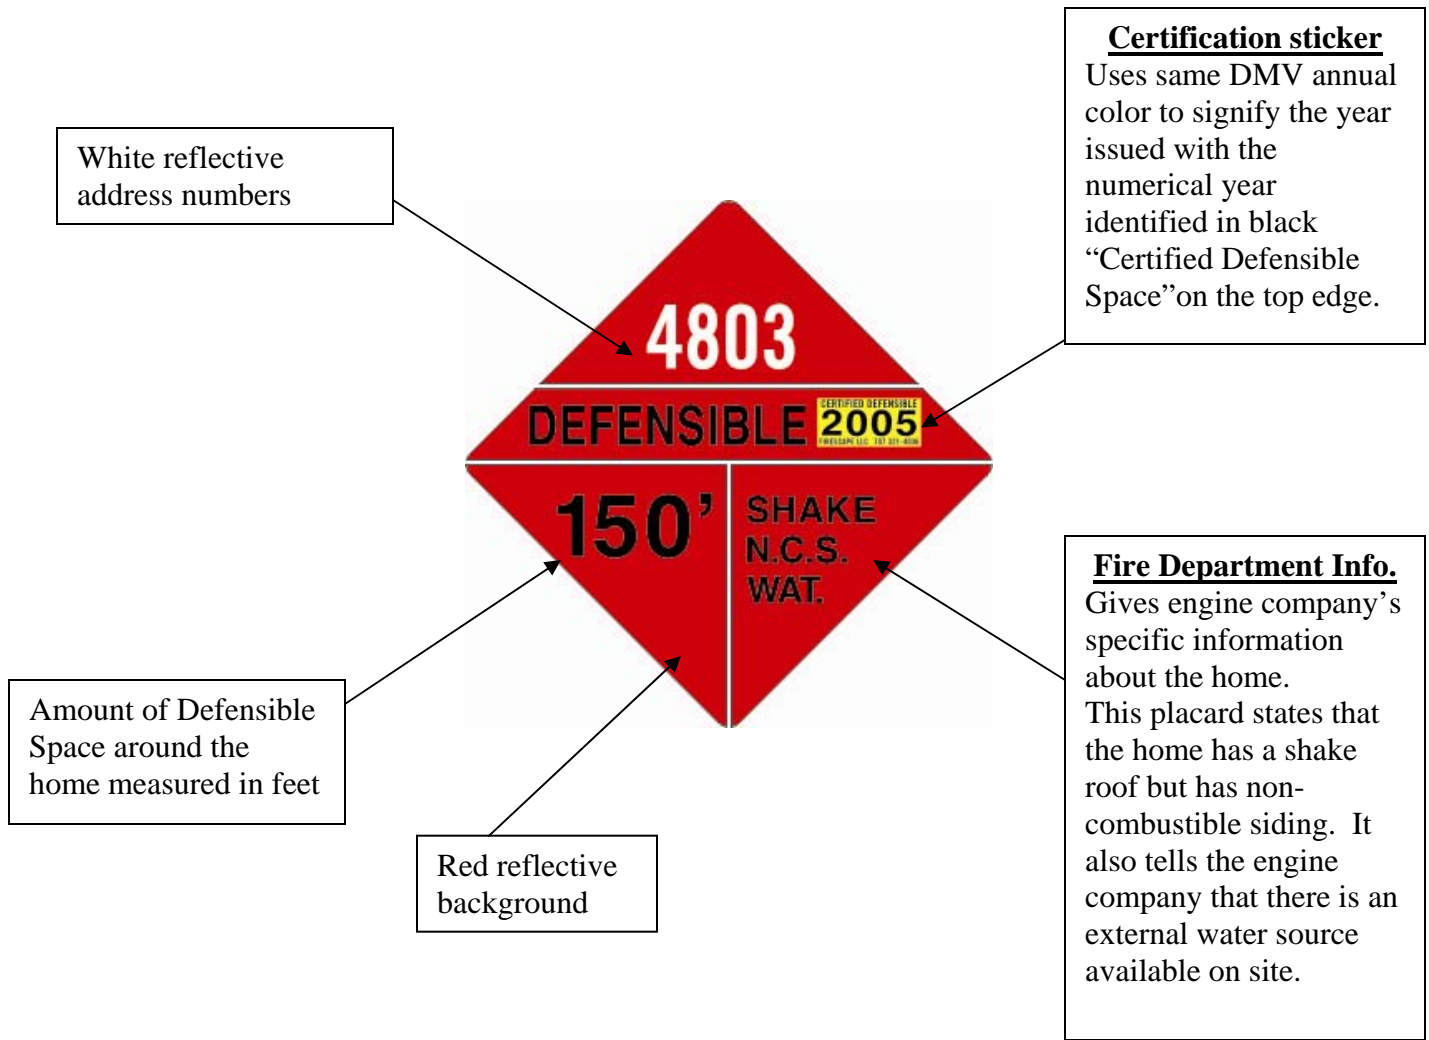 Certification sticker
Uses same DMV annual
color to signify the year
issued with the
numerical year
identified in black
“Certified Defensible
Space”on the top edge.
White reflective
address numbers
4803
DEFENSIBLE
CERTIFIED DEFENSIBLE
2005
150’
SHAKE
N.C.S.
WAT.
Fire Department Info.
Gives engine company’s
specific information
about the home.
This placard states that
the home has a shake
roof but has non-
combustible siding.  It
also tells the engine
company that there is an
external water source
available on site.
Amount of Defensible
Space around the
home measured in feet
Red reflective
background